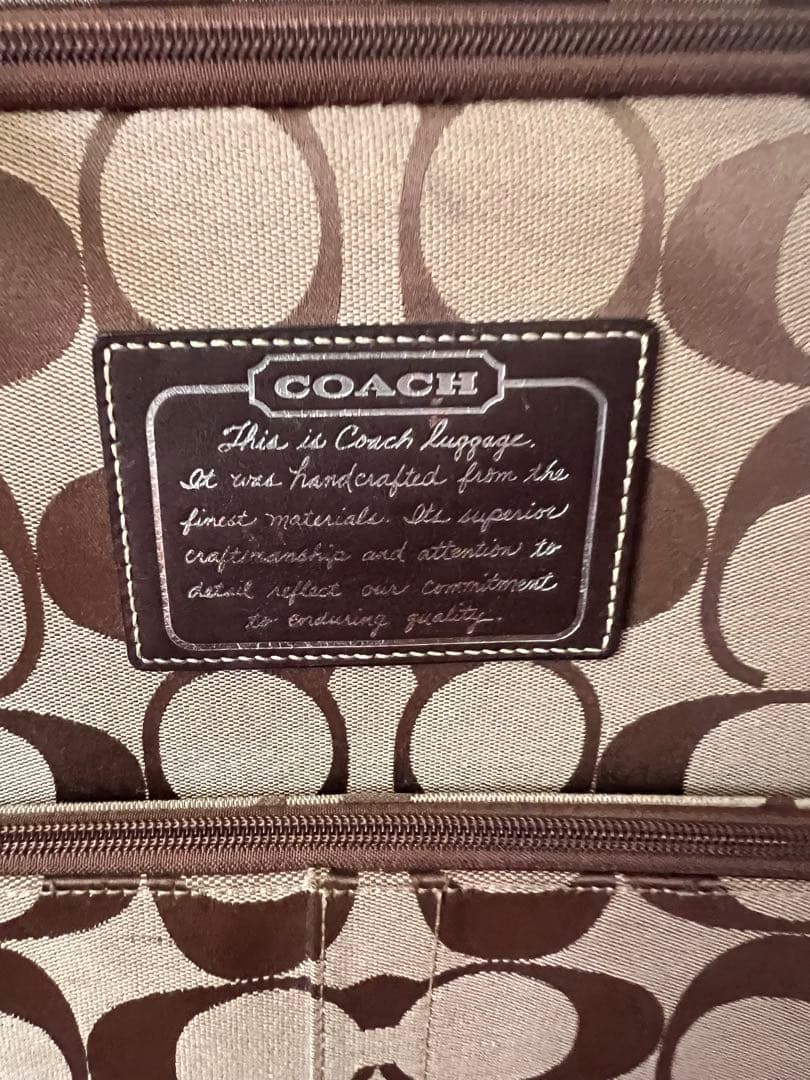 COACH
This is Coach luggage.
It was handcrafted from the
finest materials. Its superior
craftsmanship and attention to
detail reflect our commitment
to enduring quality.